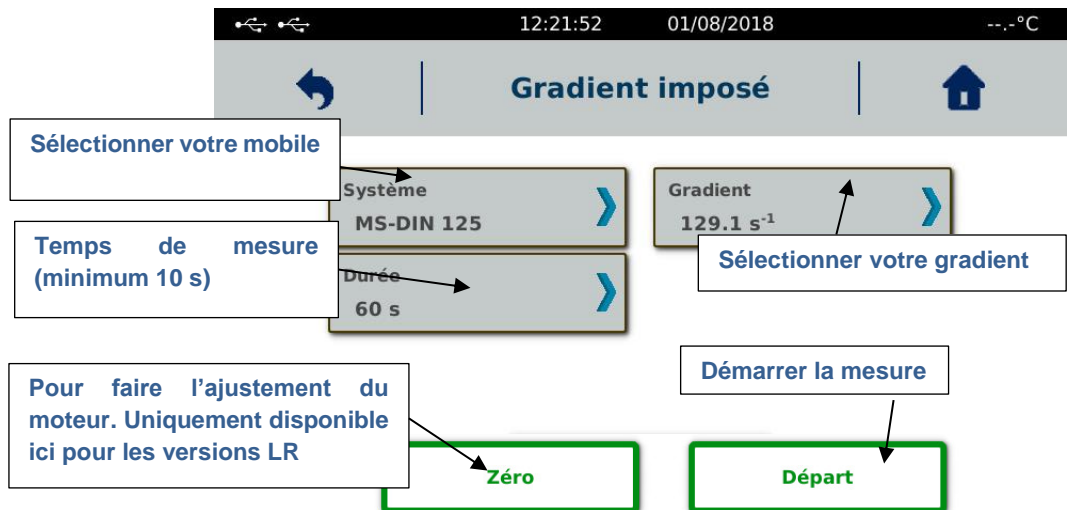 12:21:52 01/08/2018 --.-°C
Gradient imposé
Sélectionner votre mobile
Système
MS-DIN 125
Gradient
129.1 s⁻¹
Sélectionner votre gradient
Temps de mesure
(minimum 10 s)
Durée
60 s
Démarrer la mesure
Pour faire l’ajustement du
moteur. Uniquement disponible
ici pour les versions LR
Zéro
Départ